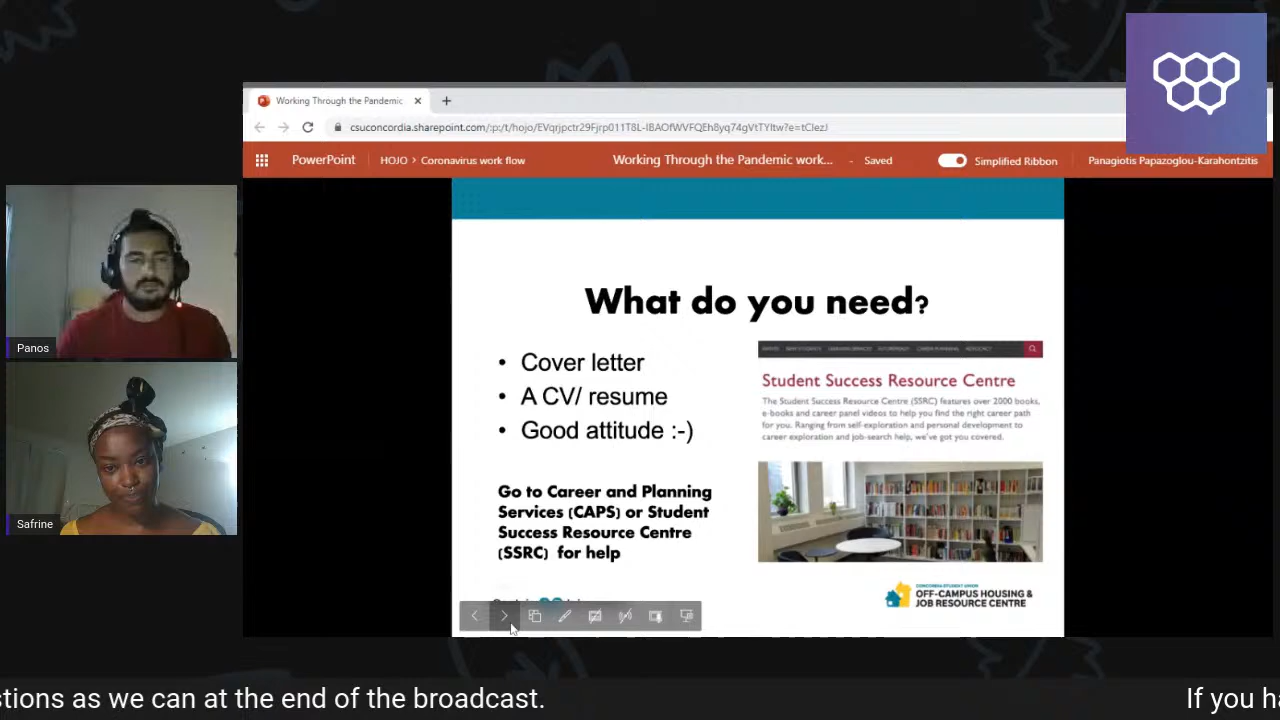 Working Through the Pandemic
csuconcordia.sharepoint.com/:p:/t/hojo/EVqrjpctr29Fjrp011T8L-IBAOfWVFQEh8yq74gVtTYItw?e=tCIezJ
PowerPoint HOJO > Coronavirus work flow Working Through the Pandemic work... - Saved Simplified Ribbon Panagiotis Papazoglou-Karahontzitis
What do you need?
• Cover letter
• A CV/ resume
• Good attitude :-)
Go to Career and Planning
Services (CAPS) or Student
Success Resource Centre
(SSRC) for help
CAREER PLANNING ADVOCACY
Student Success Resource Centre
The Student Success Resource Centre (SSRC) features over 2000 books,
e-books and career panel videos to help you find the right career path
for you. Ranging from self-exploration and personal development to
career exploration and job-search help, we've got you covered.
CONCORDIA STUDENT UNION
OFF-CAMPUS HOUSING &
JOB RESOURCE CENTRE
Panos
Safrine
stions as we can at the end of the broadcast. If you ha